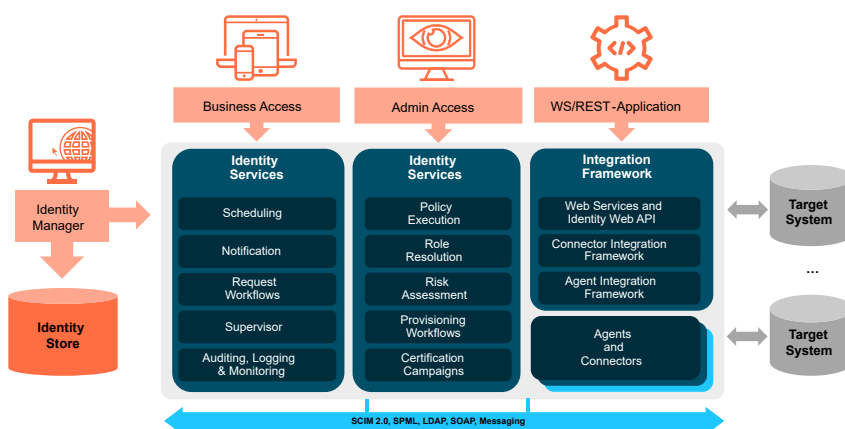 Business Access
Admin Access
WS/REST-Application
Identity
Manager
Identity
Store
Identity
Services
Scheduling
Notification
Request
Workflows
Supervisor
Auditing, Logging
& Monitoring
Identity
Services
Policy
Execution
Role
Resolution
Risk
Assessment
Provisioning
Workflows
Certification
Campaigns
Integration
Framework
Web Services and
Identity Web API
Connector Integration
Framework
Agent Integration
Framework
Agents
and
Connectors
Target
System
...
Target
System
SCIM 2.0, SPML, LDAP, SOAP, Messaging